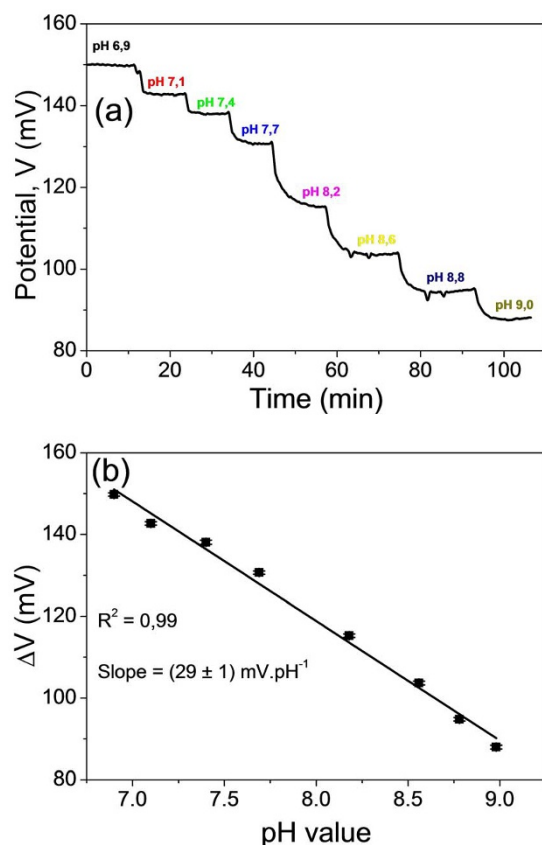 160
(a)
pH 6,9
pH 7,1
pH 7,4
pH 7,7
pH 8,2
pH 8,6
pH 8,8
pH 9,0
140
120
100
80
Potential, V (mV)
0 20 40 60 80 100
Time (min)
160
(b)
140
120
100
80
ΔV (mV)
R² = 0,99
Slope = (29 ± 1) mV.pH⁻¹
7.0 7.5 8.0 8.5 9.0
pH value